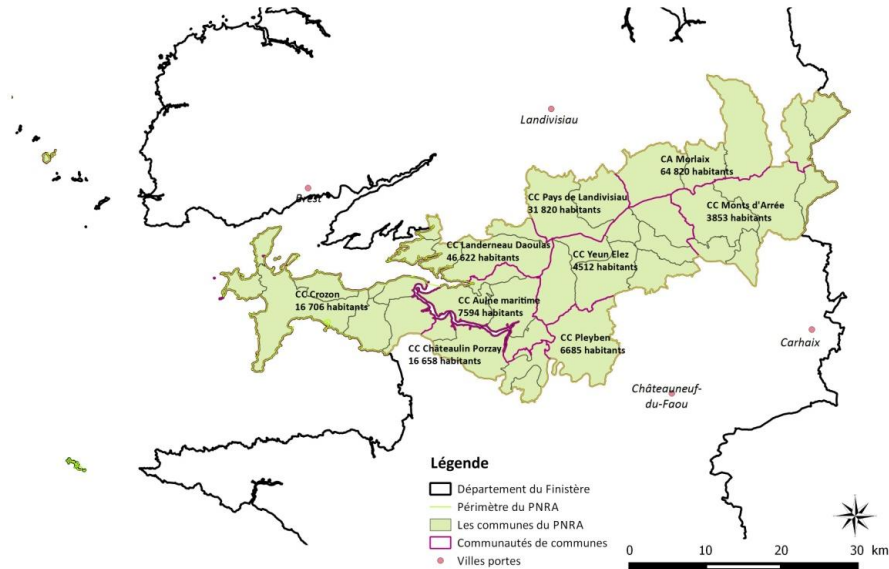 Landivisiau
CA Morlaix
64 820 habitants
Brest
CC Pays de Landivisiau
31 820 habitants
CC Monts d'Arrée
3853 habitants
CC Landerneau Daoulas
46 622 habitants
CC Yeun Elez
4512 habitants
CC Crozon
16 706 habitants
CC Aulne maritime
7594 habitants
CC Pleyben
6685 habitants
CC Châteaulin Porzay
16 658 habitants
Carhaix
Châteauneuf-
du-Faou
Légende
Département du Finistère
Périmètre du PNRA
Les communes du PNRA
Communautés de communes
Villes portes
0 10 20 30 km